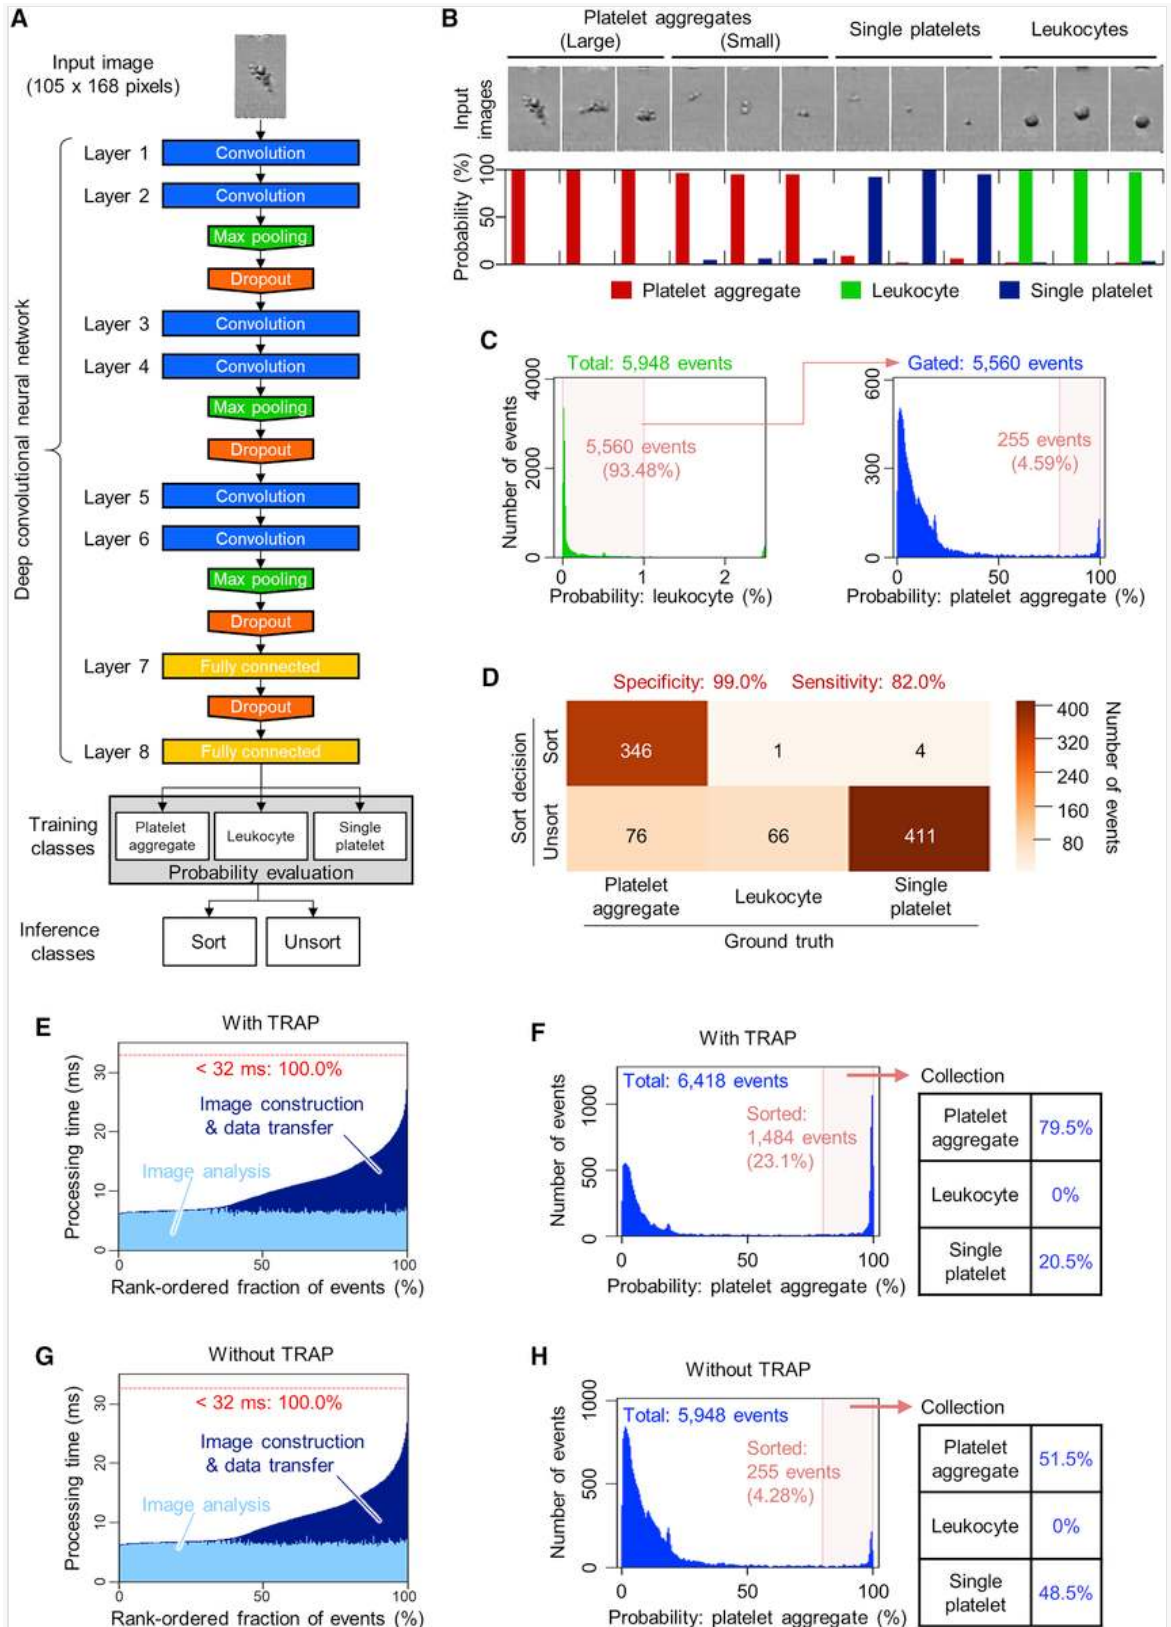 A
Input image
(105 x 168 pixels)
Layer 1
Convolution
Layer 2
Convolution
Max pooling
Dropout
Layer 3
Convolution
Layer 4
Convolution
Max pooling
Dropout
Layer 5
Convolution
Layer 6
Convolution
Max pooling
Dropout
Layer 7
Fully connected
Dropout
Layer 8
Fully connected
Deep convolutional neural network
Training
classes
Platelet
aggregate
Leukocyte
Single
platelet
Probability evaluation
Inference
classes
Sort
Unsort
B
Platelet aggregates
(Large)
(Small)
Single platelets
Leukocytes
Input
images
Probability (%)
100
50
0
Platelet aggregate
Leukocyte
Single platelet
C
Total: 5,948 events
Number of events
4000
2000
0
5,560 events
(93.48%)
0
1
2
Probability: leukocyte (%)
Gated: 5,560 events
600
300
0
255 events
(4.59%)
0
50
100
Probability: platelet aggregate (%)
D
Specificity: 99.0%
Sensitivity: 82.0%
Sort decision
Sort
Unsort
346
1
4
76
66
411
Platelet
aggregate
Leukocyte
Single
platelet
Ground truth
400
320
240
160
80
Number of events
E
With TRAP
Processing time (ms)
30
20
10
0
< 32 ms: 100.0%
Image construction
& data transfer
Image analysis
0
50
100
Rank-ordered fraction of events (%)
F
With TRAP
Number of events
1000
500
0
Total: 6,418 events
Sorted:
1,484 events
(23.1%)
0
50
100
Probability: platelet aggregate (%)
Collection
Platelet
aggregate
79.5%
Leukocyte
0%
Single
platelet
20.5%
G
Without TRAP
Processing time (ms)
30
20
10
0
< 32 ms: 100.0%
Image construction
& data transfer
Image analysis
0
50
100
Rank-ordered fraction of events (%)
H
Without TRAP
Number of events
1000
500
0
Total: 5,948 events
Sorted:
255 events
(4.28%)
0
50
100
Probability: platelet aggregate (%)
Collection
Platelet
aggregate
51.5%
Leukocyte
0%
Single
platelet
48.5%